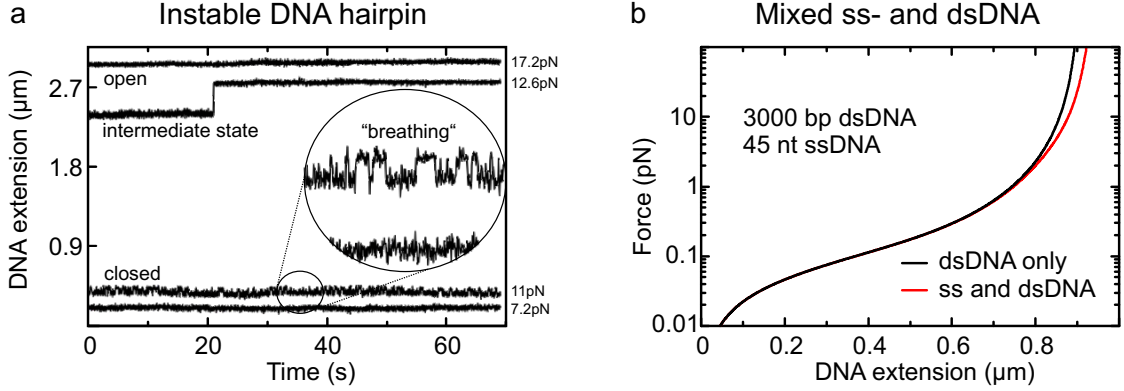 a
Instable DNA hairpin
DNA extension (µm)
2.7
1.8
0.9
open
17.2pN
12.6pN
intermediate state
"breathing"
closed
11pN
7.2pN
0
20
40
60
Time (s)
b
Mixed ss- and dsDNA
Force (pN)
10
1
0.1
0.01
3000 bp dsDNA
45 nt ssDNA
dsDNA only
ss and dsDNA
0
0.2
0.4
0.6
0.8
1
DNA extension (µm)